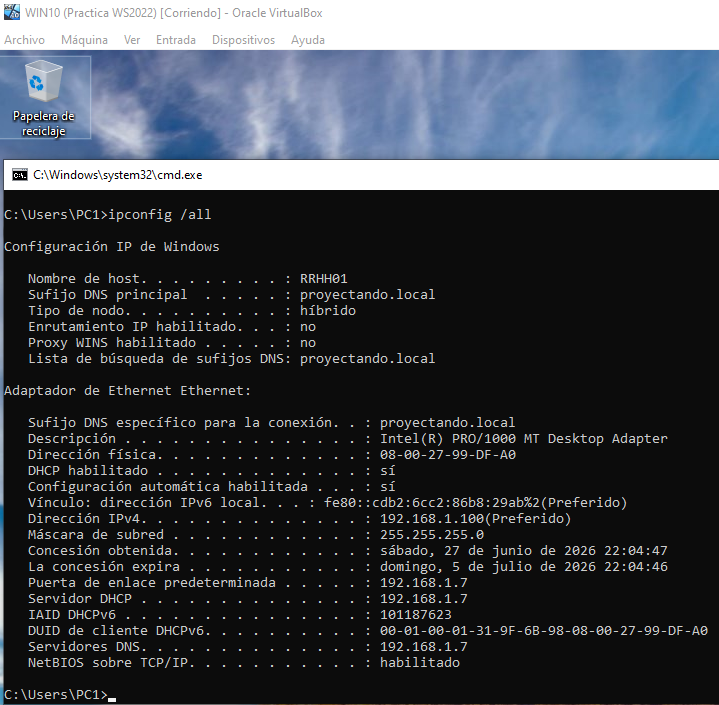 WIN10 (Practica WS2022) [Corriendo] - Oracle VirtualBox
Archivo Máquina Ver Entrada Dispositivos Ayuda
Papelera de
reciclaje
C:\Windows\system32\cmd.exe
C:\Users\PC1>ipconfig /all
Configuración IP de Windows
Nombre de host. . . . . . . . . : RRHH01
Sufijo DNS principal . . . . . : proyectando.local
Tipo de nodo. . . . . . . . . . : híbrido
Enrutamiento IP habilitado. . . : no
Proxy WINS habilitado . . . . . : no
Lista de búsqueda de sufijos DNS: proyectando.local
Adaptador de Ethernet Ethernet:
Sufijo DNS específico para la conexión. . : proyectando.local
Descripción . . . . . . . . . . . . . . . : Intel(R) PRO/1000 MT Desktop Adapter
Dirección física. . . . . . . . . . . . . : 08-00-27-99-DF-A0
DHCP habilitado . . . . . . . . . . . . . : sí
Configuración automática habilitada . . . : sí
Vínculo: dirección IPv6 local. . . : fe80::cdb2:6cc2:86b8:29ab%2(Preferido)
Dirección IPv4. . . . . . . . . . . . . . : 192.168.1.100(Preferido)
Máscara de subred . . . . . . . . . . . . : 255.255.255.0
Concesión obtenida. . . . . . . . . . . . : sábado, 27 de junio de 2026 22:04:47
La concesión expira . . . . . . . . . . . : domingo, 5 de julio de 2026 22:04:46
Puerta de enlace predeterminada . . . . . : 192.168.1.7
Servidor DHCP . . . . . . . . . . . . . . : 192.168.1.7
IAID DHCPv6 . . . . . . . . . . . . . . . : 101187623
DUID de cliente DHCPv6. . . . . . . . . . : 00-01-00-01-31-9F-6B-98-08-00-27-99-DF-A0
Servidores DNS. . . . . . . . . . . . . . : 192.168.1.7
NetBIOS sobre TCP/IP. . . . . . . . . . . : habilitado
C:\Users\PC1>